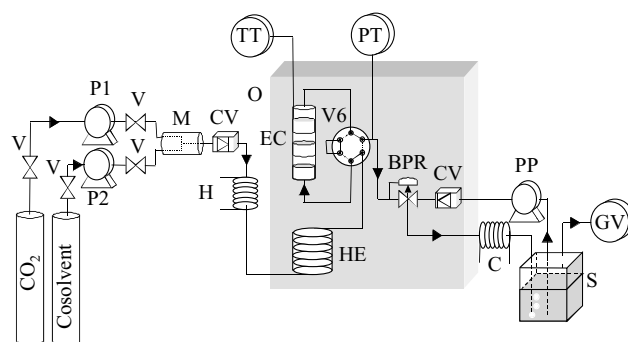 TT
PT
P1
V
M
CV
O
V6
EC
BPR
CV
PP
V
V
V
P2
H
HE
C
GV
S
CO2
Cosolvent